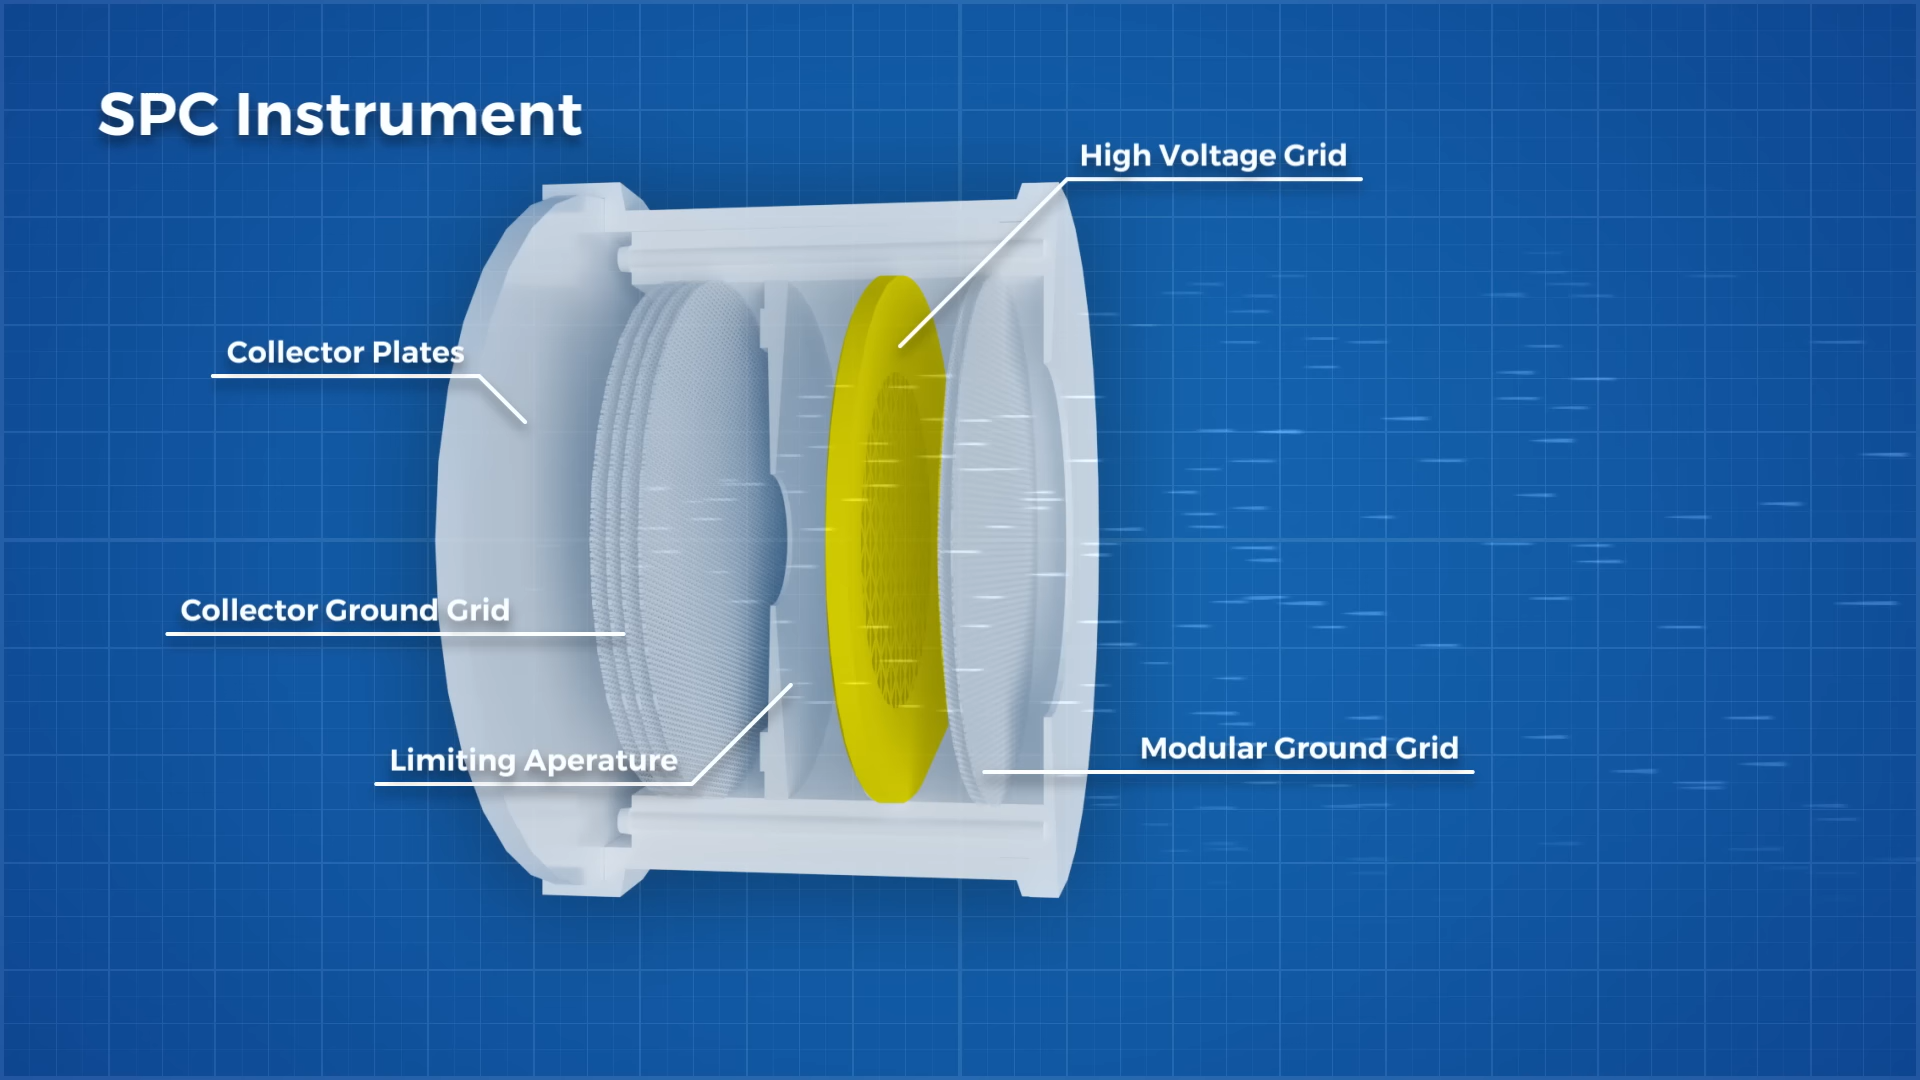 SPC Instrument
High Voltage Grid
Collector Plates
Collector Ground Grid
Limiting Aperature
Modular Ground Grid